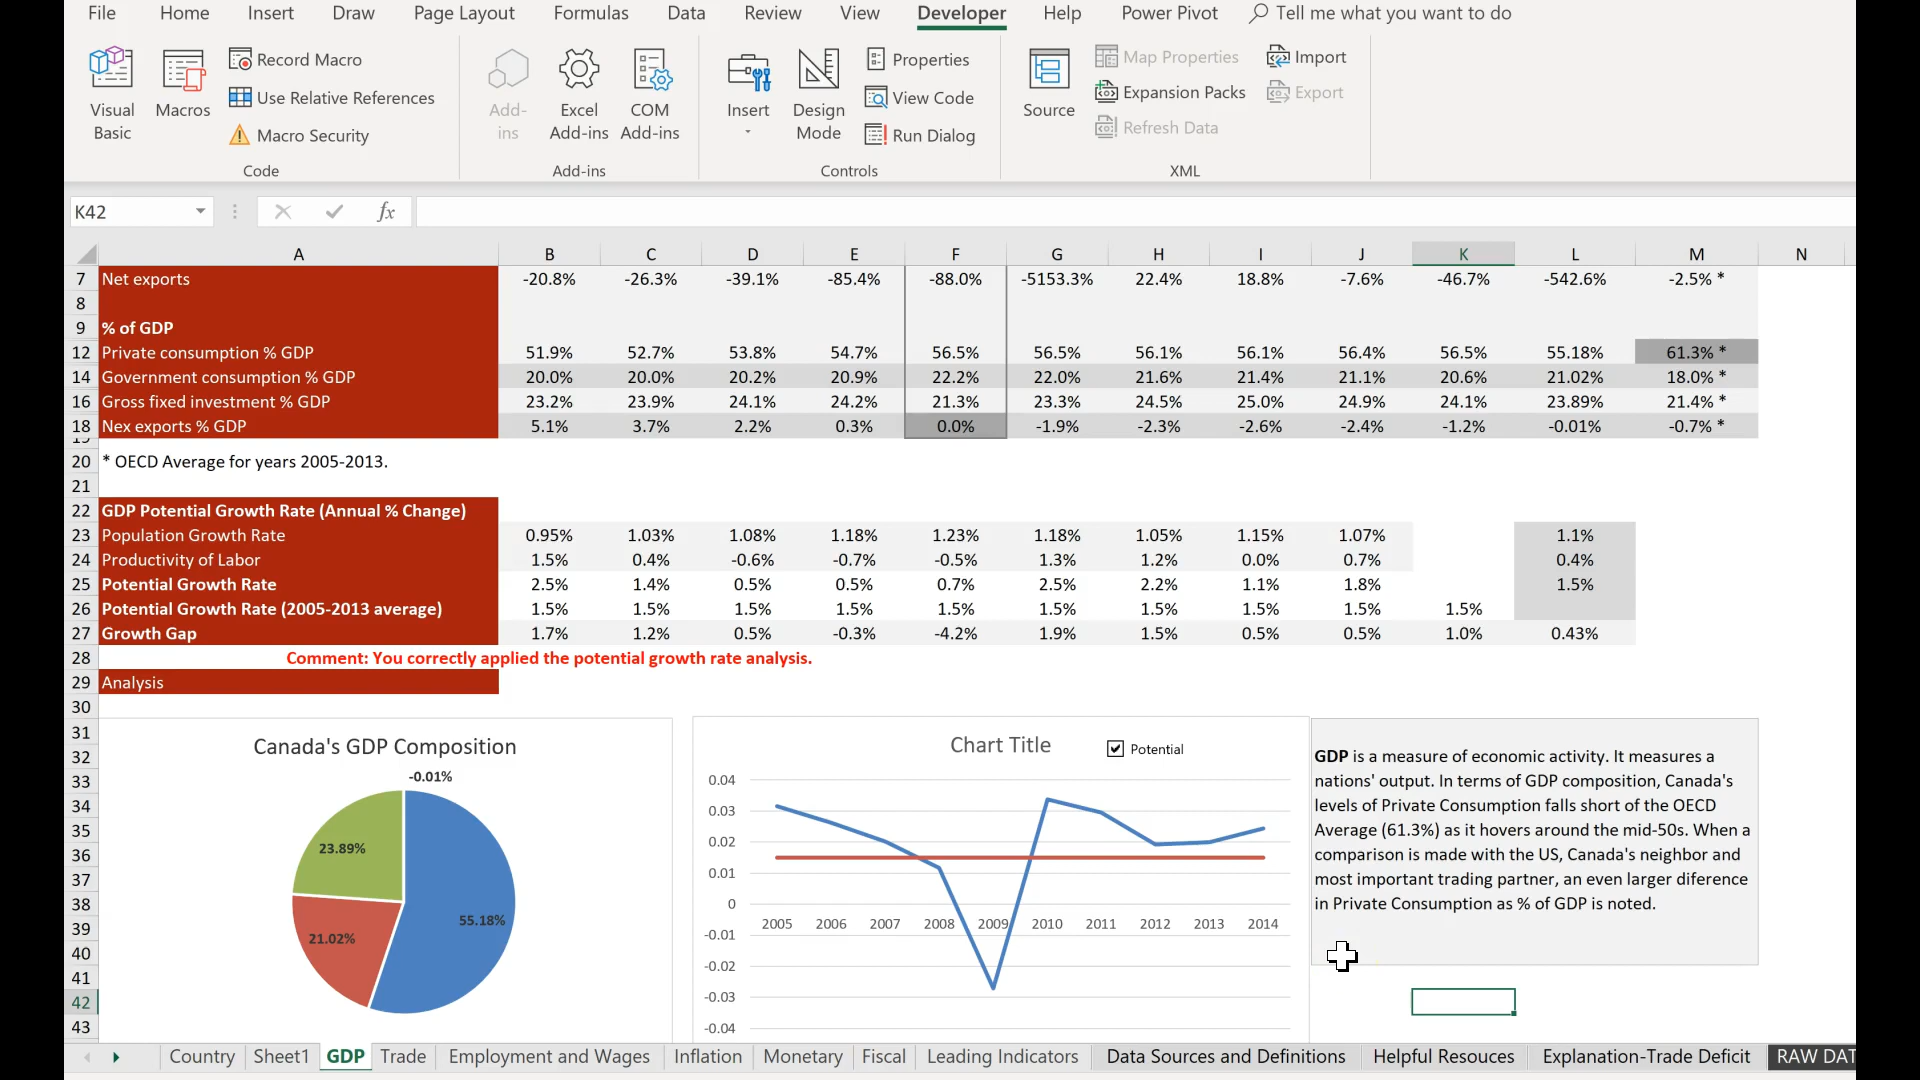 File Home Insert Draw Page Layout Formulas Data Review View Developer Help Power Pivot Tell me what you want to do
Visual Basic
Macros
Record Macro
Use Relative References
Macro Security
Code
Add-ins
Excel Add-ins
COM Add-ins
Add-ins
Insert
Design Mode
Properties
View Code
Run Dialog
Controls
Source
Map Properties
Expansion Packs
Refresh Data
Import
Export
XML
K42 fx
A B C D E F G H I J K L M N
7 Net exports -20.8% -26.3% -39.1% -85.4% -88.0% -5153.3% 22.4% 18.8% -7.6% -46.7% -542.6% -2.5% *
8
9 % of GDP
12 Private consumption % GDP 51.9% 52.7% 53.8% 54.7% 56.5% 56.5% 56.1% 56.1% 56.4% 56.5% 55.18% 61.3% *
14 Government consumption % GDP 20.0% 20.0% 20.2% 20.9% 22.2% 22.0% 21.6% 21.4% 21.1% 20.6% 21.02% 18.0% *
16 Gross fixed investment % GDP 23.2% 23.9% 24.1% 24.2% 21.3% 23.3% 24.5% 25.0% 24.9% 24.1% 23.89% 21.4% *
18 Nex exports % GDP 5.1% 3.7% 2.2% 0.3% 0.0% -1.9% -2.3% -2.6% -2.4% -1.2% -0.01% -0.7% *
20 * OECD Average for years 2005-2013.
21
22 GDP Potential Growth Rate (Annual % Change)
23 Population Growth Rate 0.95% 1.03% 1.08% 1.18% 1.23% 1.18% 1.05% 1.15% 1.07% 1.1%
24 Productivity of Labor 1.5% 0.4% -0.6% -0.7% -0.5% 1.3% 1.2% 0.0% 0.7% 0.4%
25 Potential Growth Rate 2.5% 1.4% 0.5% 0.5% 0.7% 2.5% 2.2% 1.1% 1.8% 1.5%
26 Potential Growth Rate (2005-2013 average) 1.5% 1.5% 1.5% 1.5% 1.5% 1.5% 1.5% 1.5% 1.5% 1.5%
27 Growth Gap 1.7% 1.2% 0.5% -0.3% -4.2% 1.9% 1.5% 0.5% 0.5% 1.0% 0.43%
28 Comment: You correctly applied the potential growth rate analysis.
29 Analysis
30
31
32
33
34
35
36
37
38
39
40
41
42
43
Canada's GDP Composition
-0.01%
23.89%
55.18%
21.02%
Chart Title
Potential
0.04
0.03
0.02
0.01
0
2005 2006 2007 2008 2009 2010 2011 2012 2013 2014
-0.01
-0.02
-0.03
-0.04
GDP is a measure of economic activity. It measures a
nations' output. In terms of GDP composition, Canada's
levels of Private Consumption falls short of the OECD
Average (61.3%) as it hovers around the mid-50s. When a
comparison is made with the US, Canada's neighbor and
most important trading partner, an even larger diference
in Private Consumption as % of GDP is noted.
Country Sheet1 GDP Trade Employment and Wages Inflation Monetary Fiscal Leading Indicators Data Sources and Definitions Helpful Resouces Explanation-Trade Deficit RAW DAT